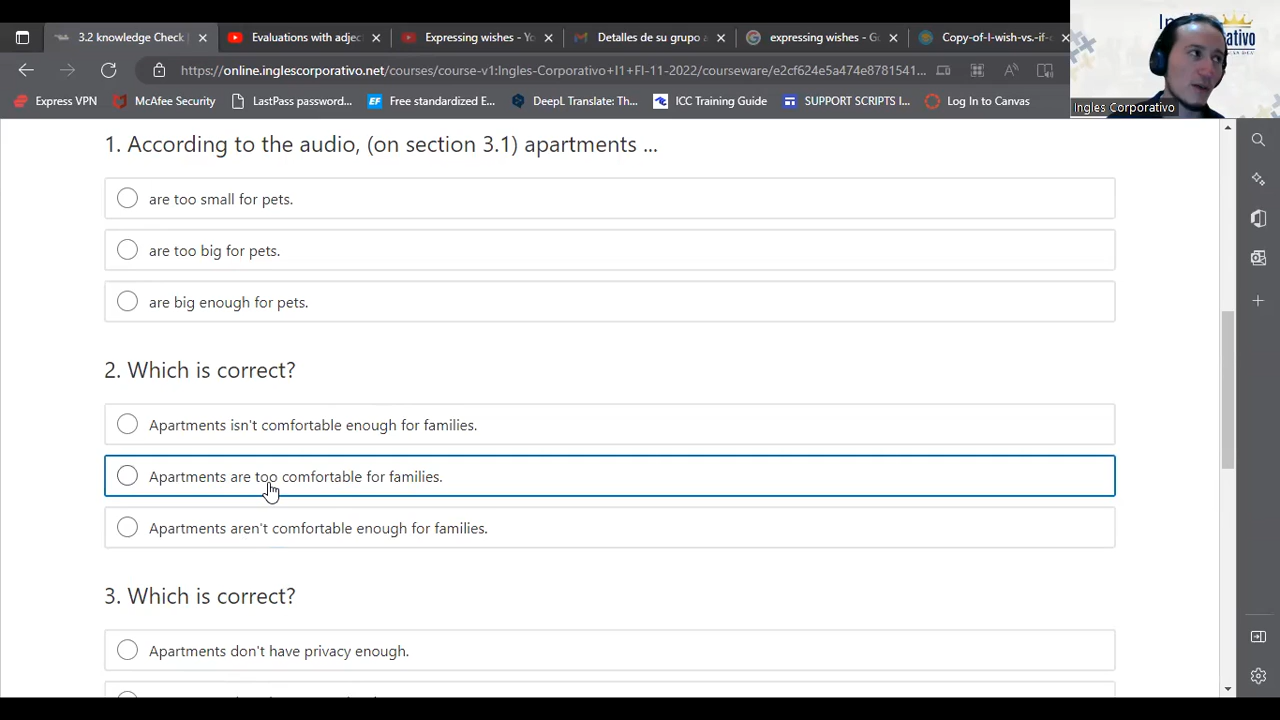 Ingl
ativo
3.2 knowledge Check |
Evaluations with adjec
Expressing wishes - Yo
Detalles de su grupo a
expressing wishes - Go
Copy-of-I-wish-vs.-if-o
https://online.inglescorporativo.net/courses/course-v1:Ingles-Corporativo+I1+FI-11-2022/courseware/e2cf624e5a474e8781541...
Express VPN
McAfee Security
LastPass password...
EF Free standardized E...
DeepL Translate: Th...
ICC Training Guide
SUPPORT SCRIPTS I...
Log In to Canvas
Ingles Corporativo
1. According to the audio, (on section 3.1) apartments ...
are too small for pets.
are too big for pets.
are big enough for pets.
2. Which is correct?
Apartments isn't comfortable enough for families.
Apartments are too comfortable for families.
Apartments aren't comfortable enough for families.
3. Which is correct?
Apartments don't have privacy enough.